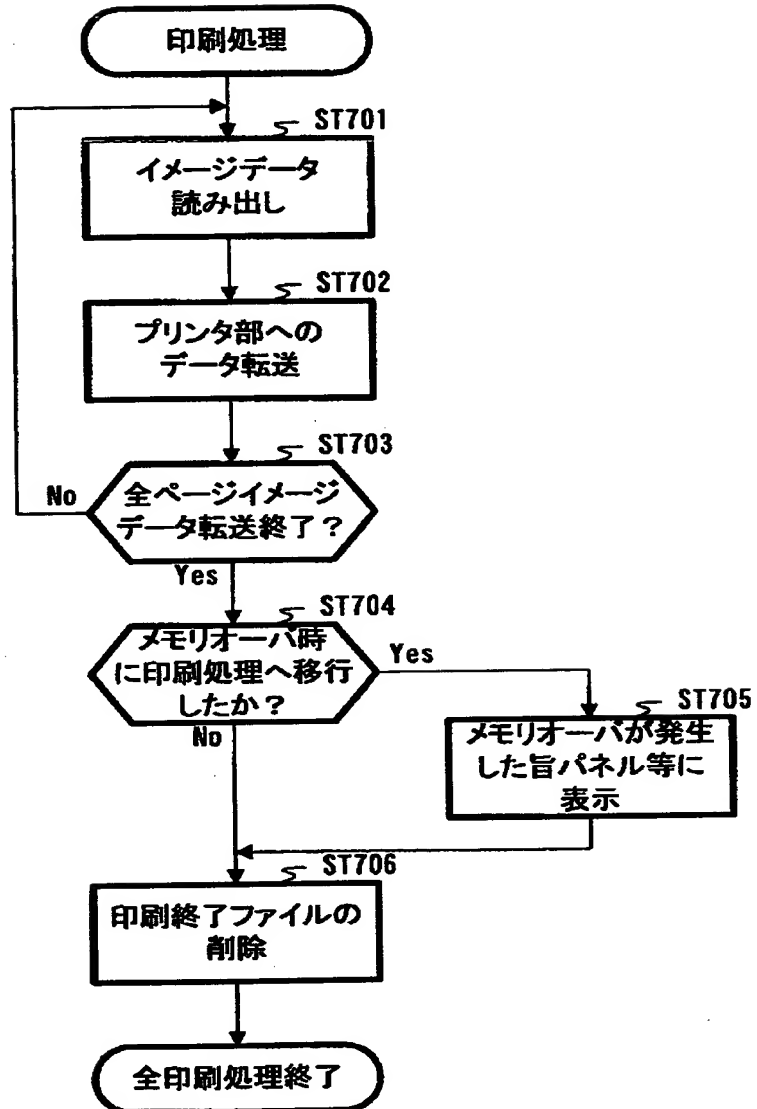 印刷処理
ST701
イメージデータ
読み出し
ST702
プリンタ部への
データ転送
ST703
全ページイメージ
データ転送終了？
No
Yes
ST704
メモリオーバ時
に印刷処理へ移行
したか？
Yes
No
ST705
メモリオーバが発生
した旨パネル等に
表示
ST706
印刷終了ファイルの
削除
全印刷処理終了